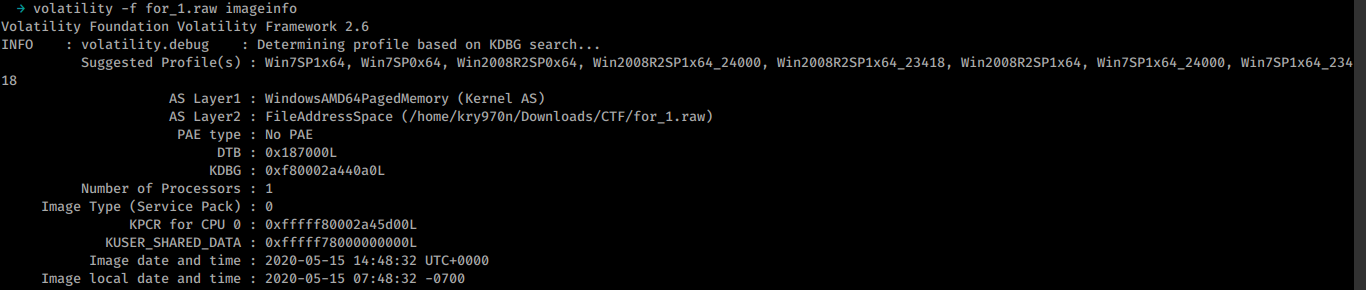 → volatility -f for_1.raw imageinfo
Volatility Foundation Volatility Framework 2.6
INFO    : volatility.debug    : Determining profile based on KDBG search...
          Suggested Profile(s) : Win7SP1x64, Win7SP0x64, Win2008R2SP0x64, Win2008R2SP1x64_24000, Win2008R2SP1x64_23418, Win2008R2SP1x64, Win7SP1x64_24000, Win7SP1x64_234
18
                     AS Layer1 : WindowsAMD64PagedMemory (Kernel AS)
                     AS Layer2 : FileAddressSpace (/home/kry970n/Downloads/CTF/for_1.raw)
                      PAE type : No PAE
                           DTB : 0x187000L
                          KDBG : 0xf80002a440a0L
          Number of Processors : 1
     Image Type (Service Pack) : 0
                KPCR for CPU 0 : 0xfffff80002a45d00L
             KUSER_SHARED_DATA : 0xfffff78000000000L
           Image date and time : 2020-05-15 14:48:32 UTC+0000
     Image local date and time : 2020-05-15 07:48:32 -0700